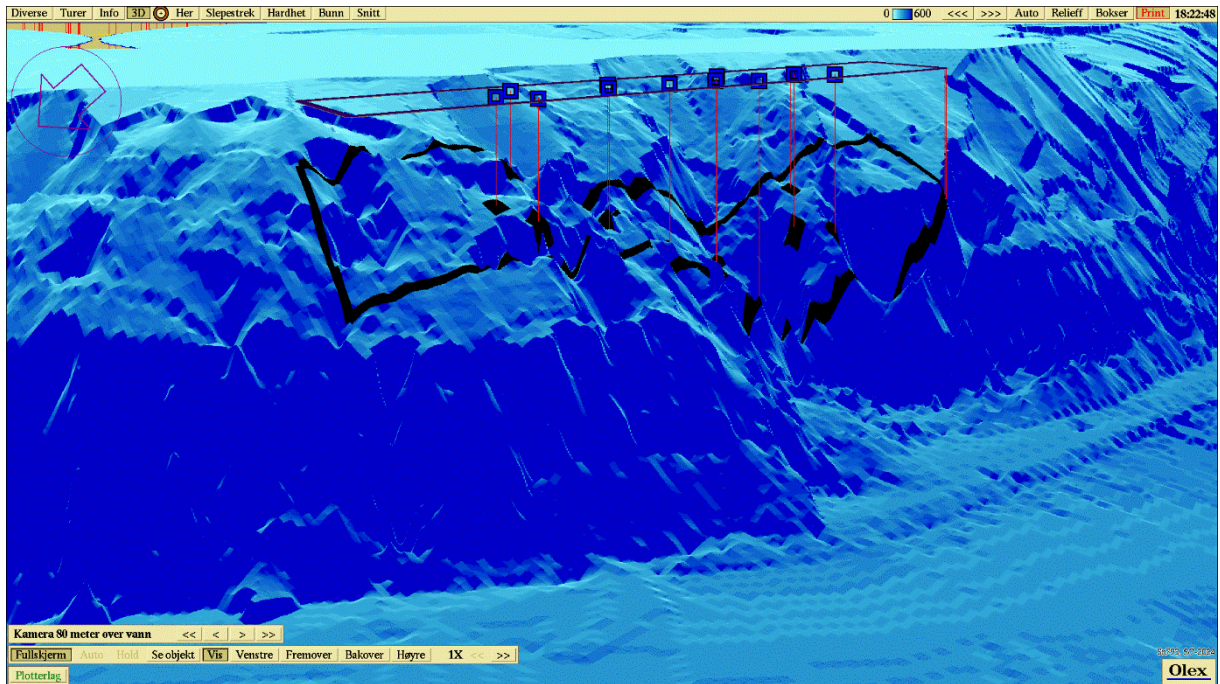 Diverse Turer Info 3D Her Slepestrek Hardhet Bunn Snitt 0 600 <<< >>> Auto Relieff Bokser Print 18:22:48
Kamera 80 meter over vann << < > >>
Fullskjerm Auto Hold Se objekt Vis Venstre Fremover Bakover Høyre 1X << >>
Plotterlag
Olex